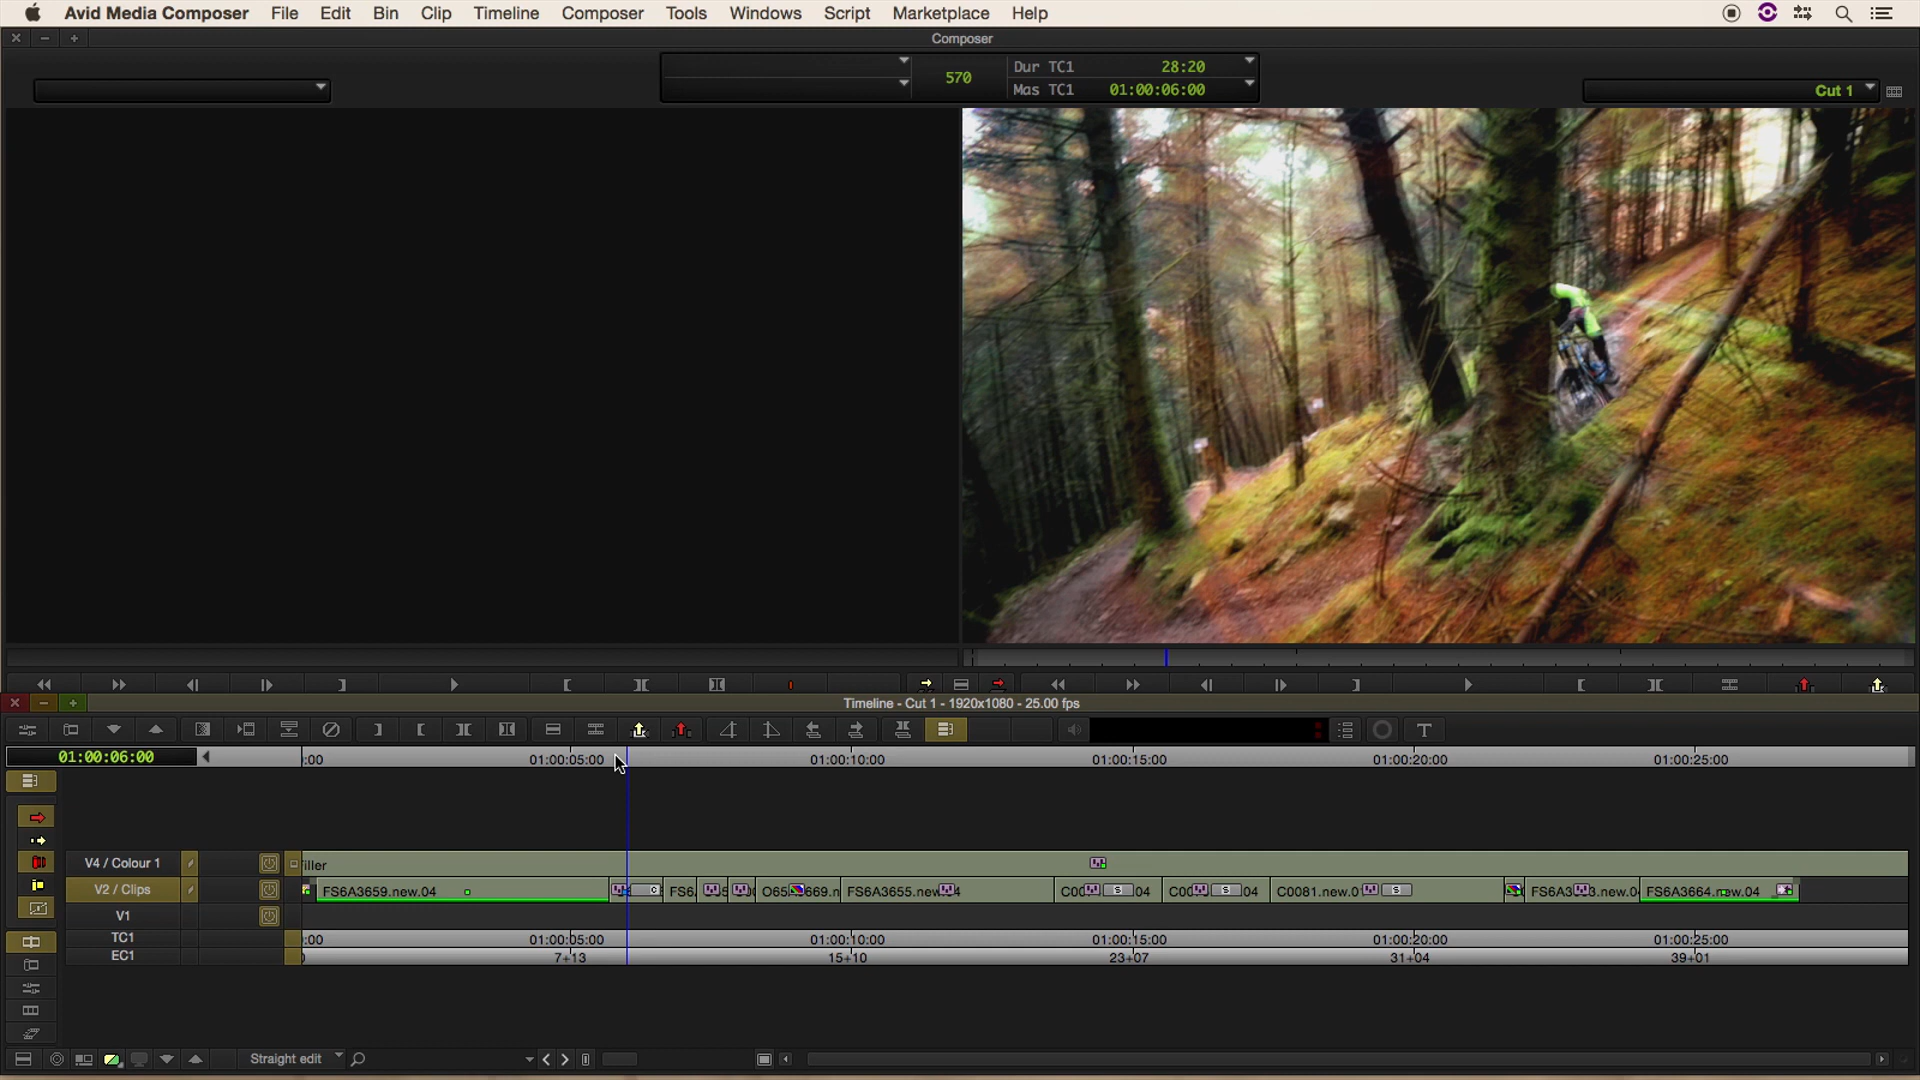 Avid Media Composer File Edit Bin Clip Timeline Composer Tools Windows Script Marketplace Help
Composer
570
Dur TC1 28:20
Mas TC1 01:00:06:00
Cut 1
Timeline - Cut 1 - 1920x1080 - 25.00 fps
T
01:00:06:00
:00 01:00:05:00 01:00:10:00 01:00:15:00 01:00:20:00 01:00:25:00
V4 / Colour 1 iller
V2 / Clips FS6A3659.new.04 C FS6 O65 669.n FS6A3655.new 4 C00 S 04 C00 S 04 C0081.new.0 S FS6A3 3.new.0 FS6A3664.new.04
V1
TC1 :00 01:00:05:00 01:00:10:00 01:00:15:00 01:00:20:00 01:00:25:00
EC1 7+13 15+10 23+07 31+04 39+01
Straight edit